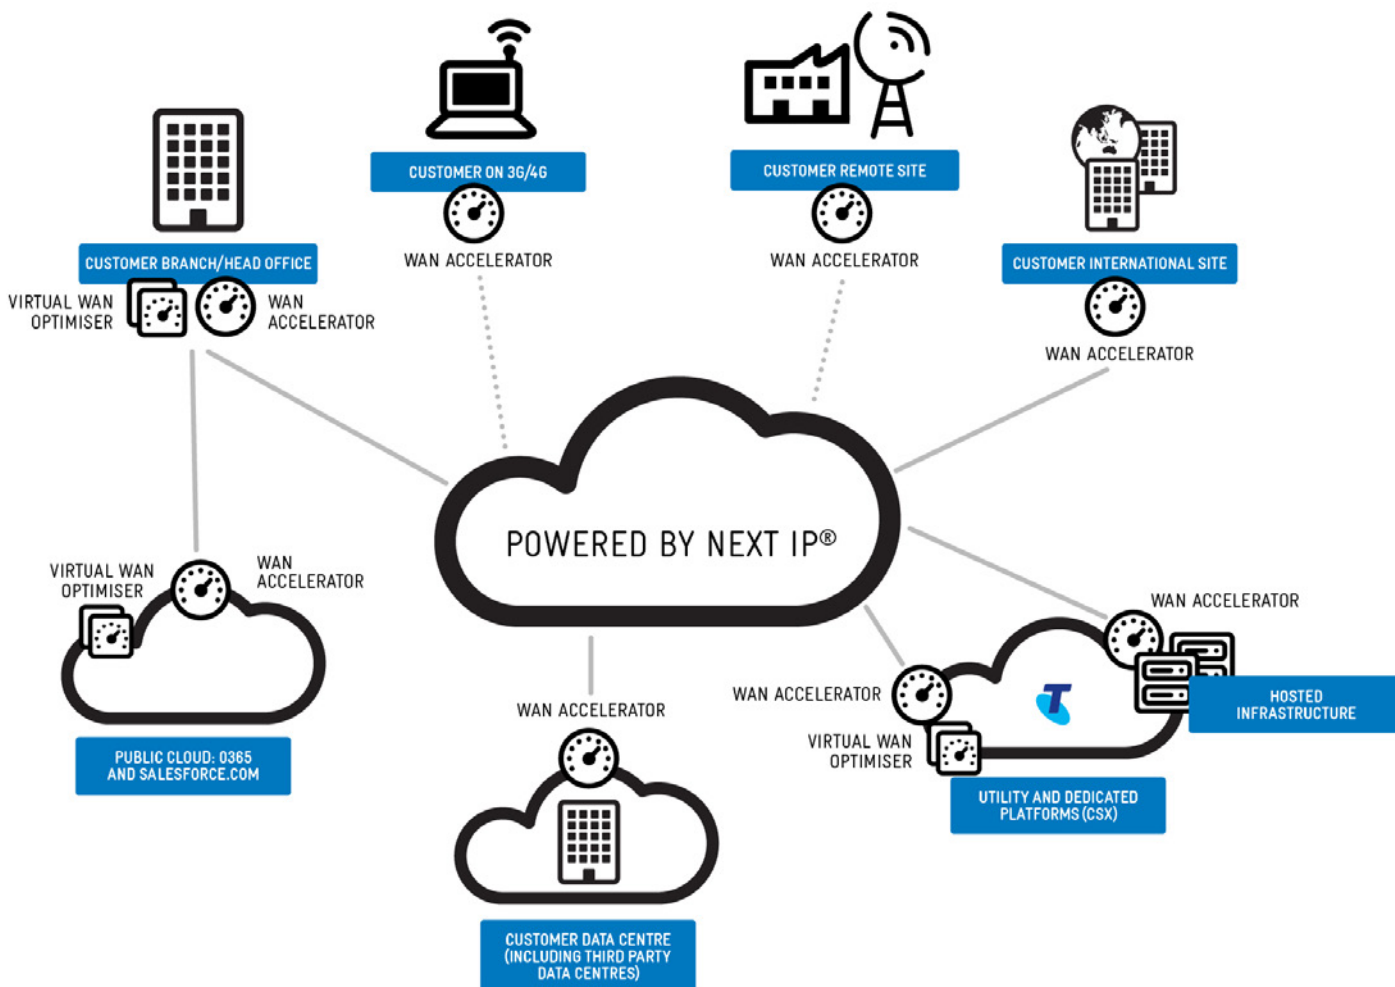 CUSTOMER ON 3G/4G
WAN ACCELERATOR
CUSTOMER REMOTE SITE
WAN ACCELERATOR
CUSTOMER BRANCH/HEAD OFFICE
VIRTUAL WAN
OPTIMISER
WAN
ACCELERATOR
CUSTOMER INTERNATIONAL SITE
WAN ACCELERATOR
POWERED BY NEXT IP®
VIRTUAL WAN
OPTIMISER
WAN
ACCELERATOR
PUBLIC CLOUD: 0365
AND SALESFORCE.COM
WAN ACCELERATOR
CUSTOMER DATA CENTRE
(INCLUDING THIRD PARTY
DATA CENTRES)
WAN ACCELERATOR
WAN ACCELERATOR
VIRTUAL WAN
OPTIMISER
T
HOSTED
INFRASTRUCTURE
UTILITY AND DEDICATED
PLATFORMS (CSX)